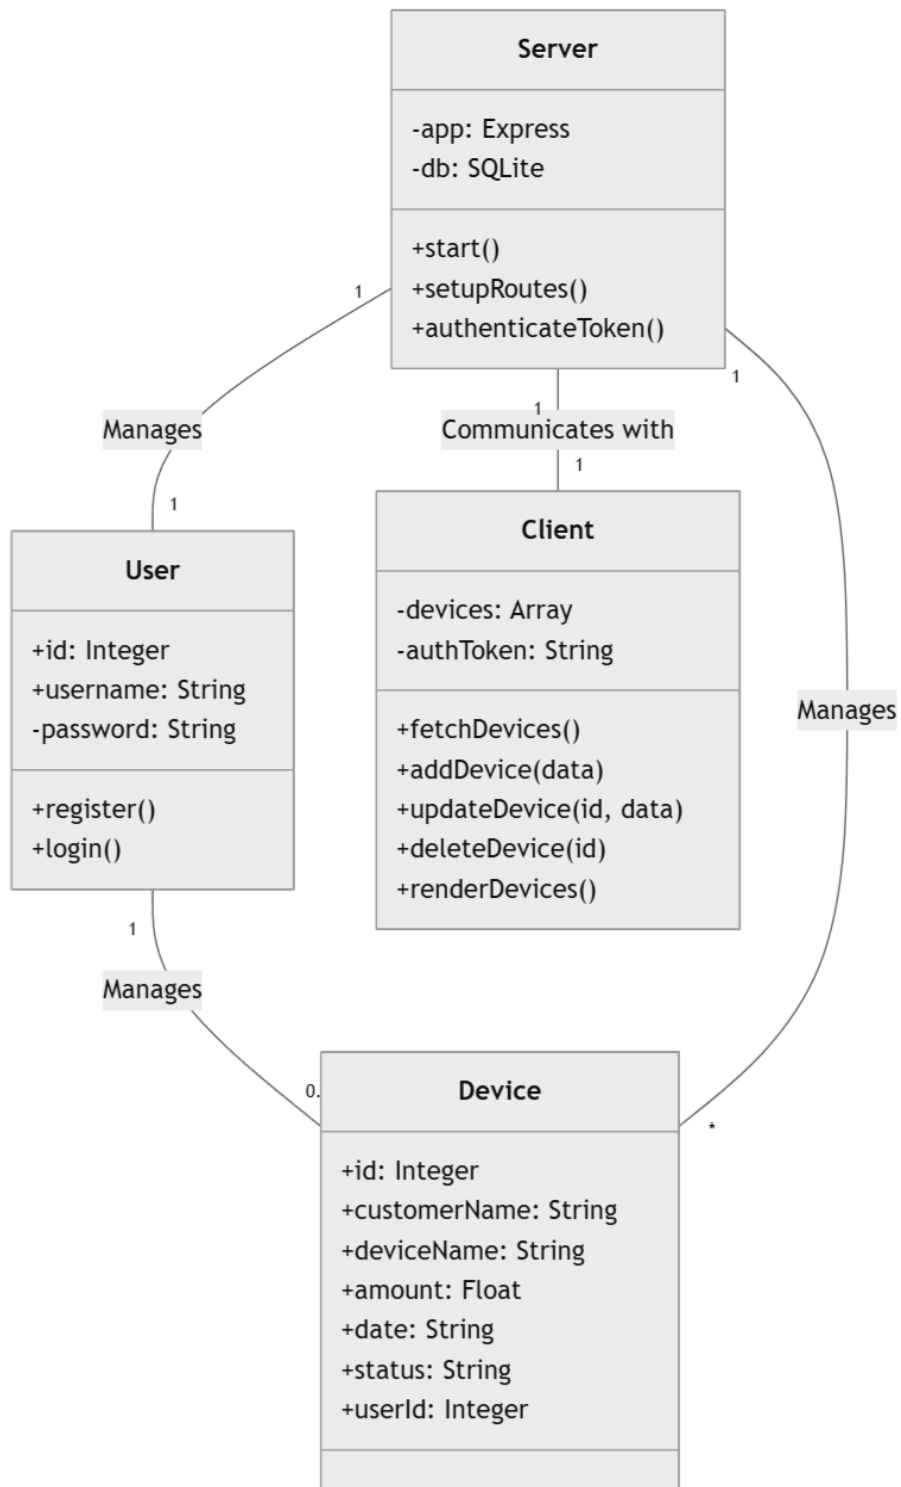 Server
-app: Express
-db: SQLite
+start()
+setupRoutes()
+authenticateToken()
1
1
1
Manages
Communicates with
1
1
User
+id: Integer
+username: String
-password: String
+register()
+login()
Client
-devices: Array
-authToken: String
+fetchDevices()
+addDevice(data)
+updateDevice(id, data)
+deleteDevice(id)
+renderDevices()
Manages
1
Manages
0.
*
Device
+id: Integer
+customerName: String
+deviceName: String
+amount: Float
+date: String
+status: String
+userId: Integer